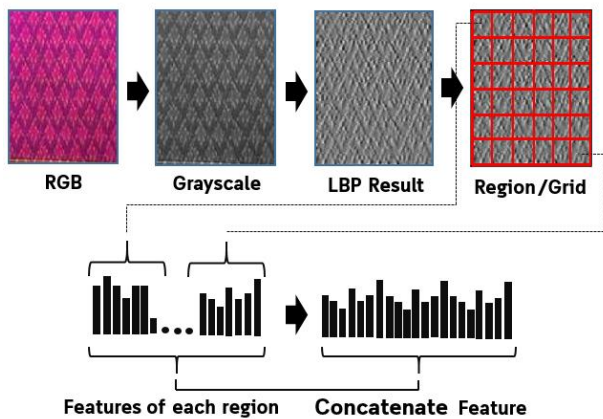 RGB
Grayscale
LBP Result
Region/Grid
Features of each region
Concatenate Feature